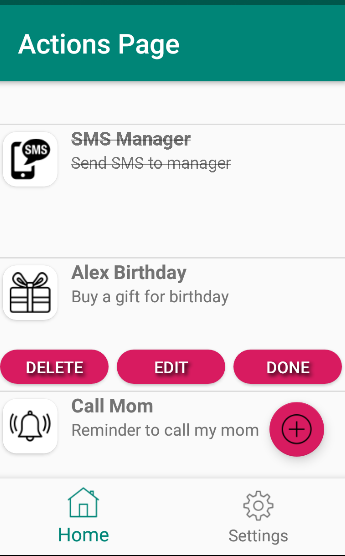 Actions Page
SMS Manager
SMS
Send SMS to manager
Alex Birthday
Buy a gift for birthday
DELETE EDIT DONE
Call Mom
Reminder to call my mom
Home Settings